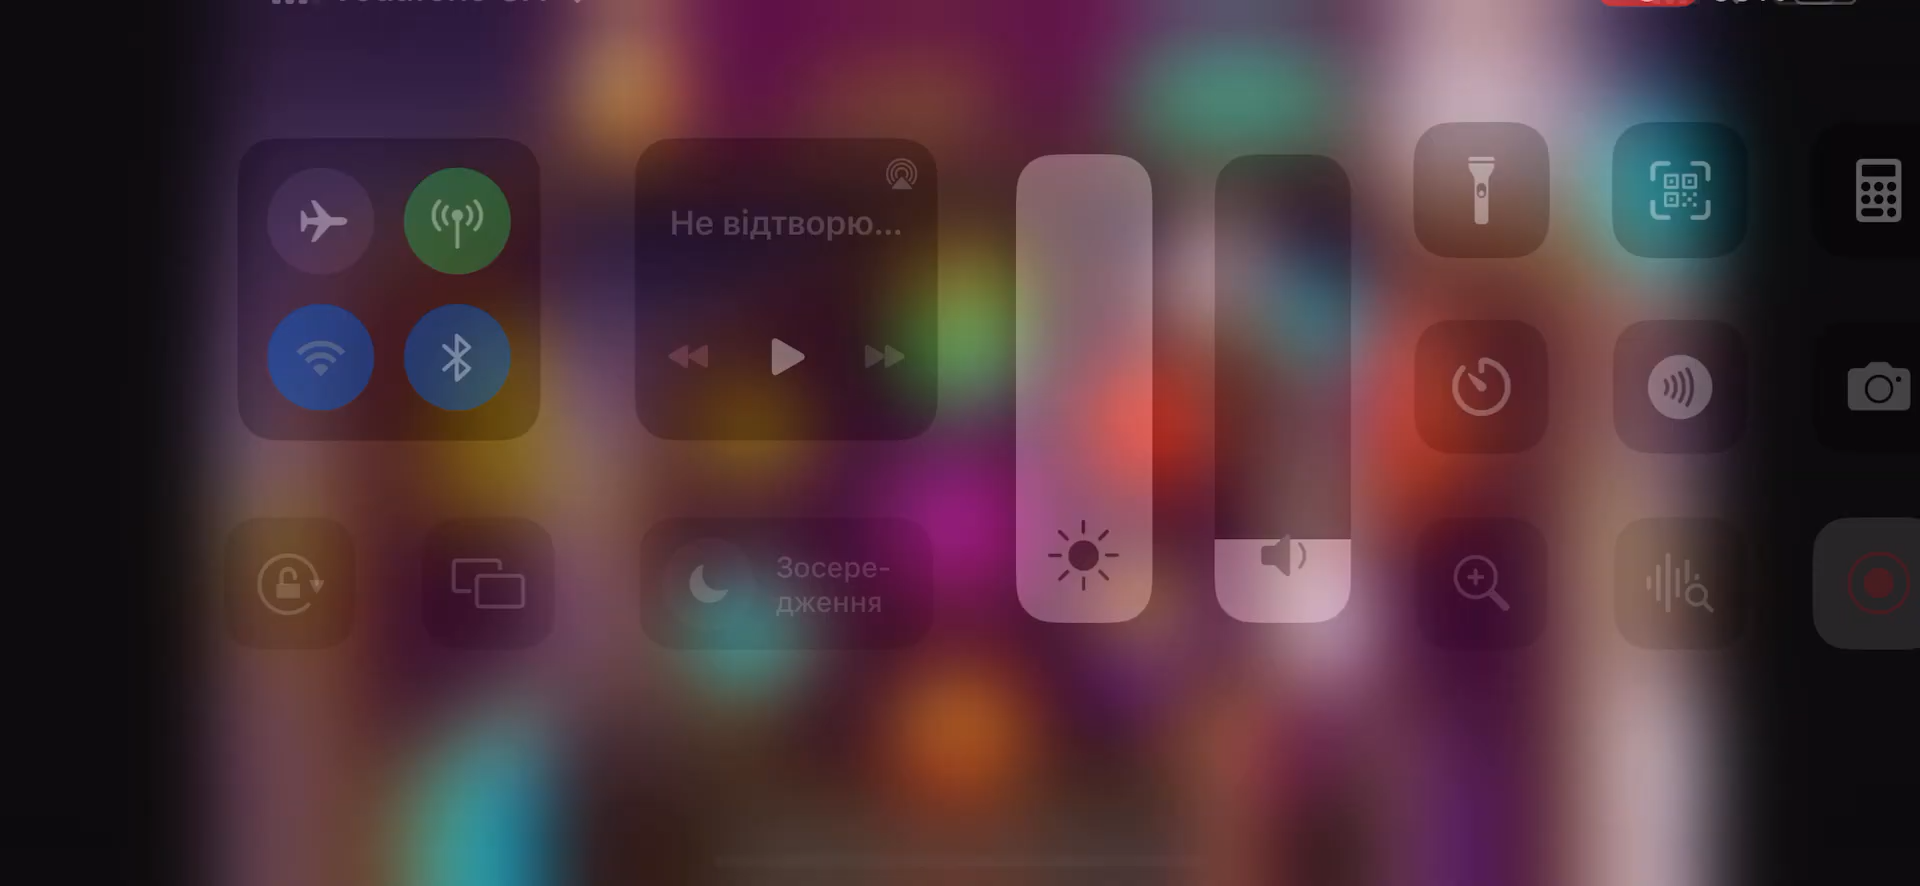 Не відтворю...
Зосере-
дження